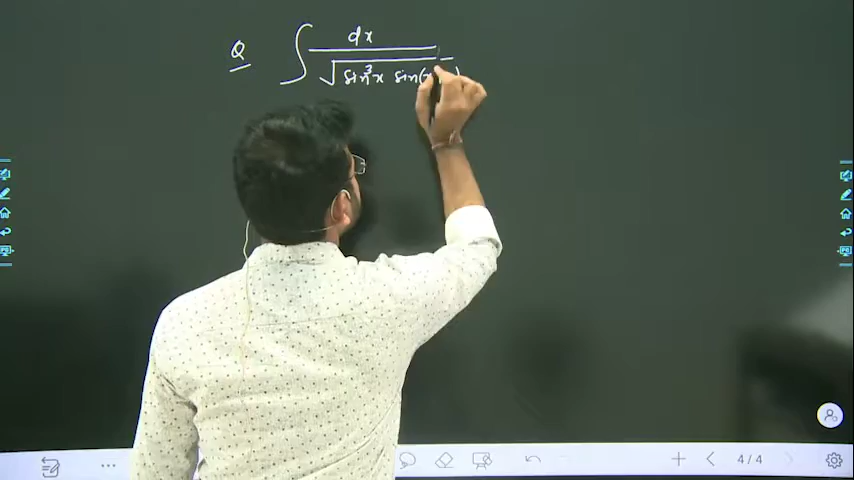 Q ∫ dx
√ sin³x sin(x
4 / 4